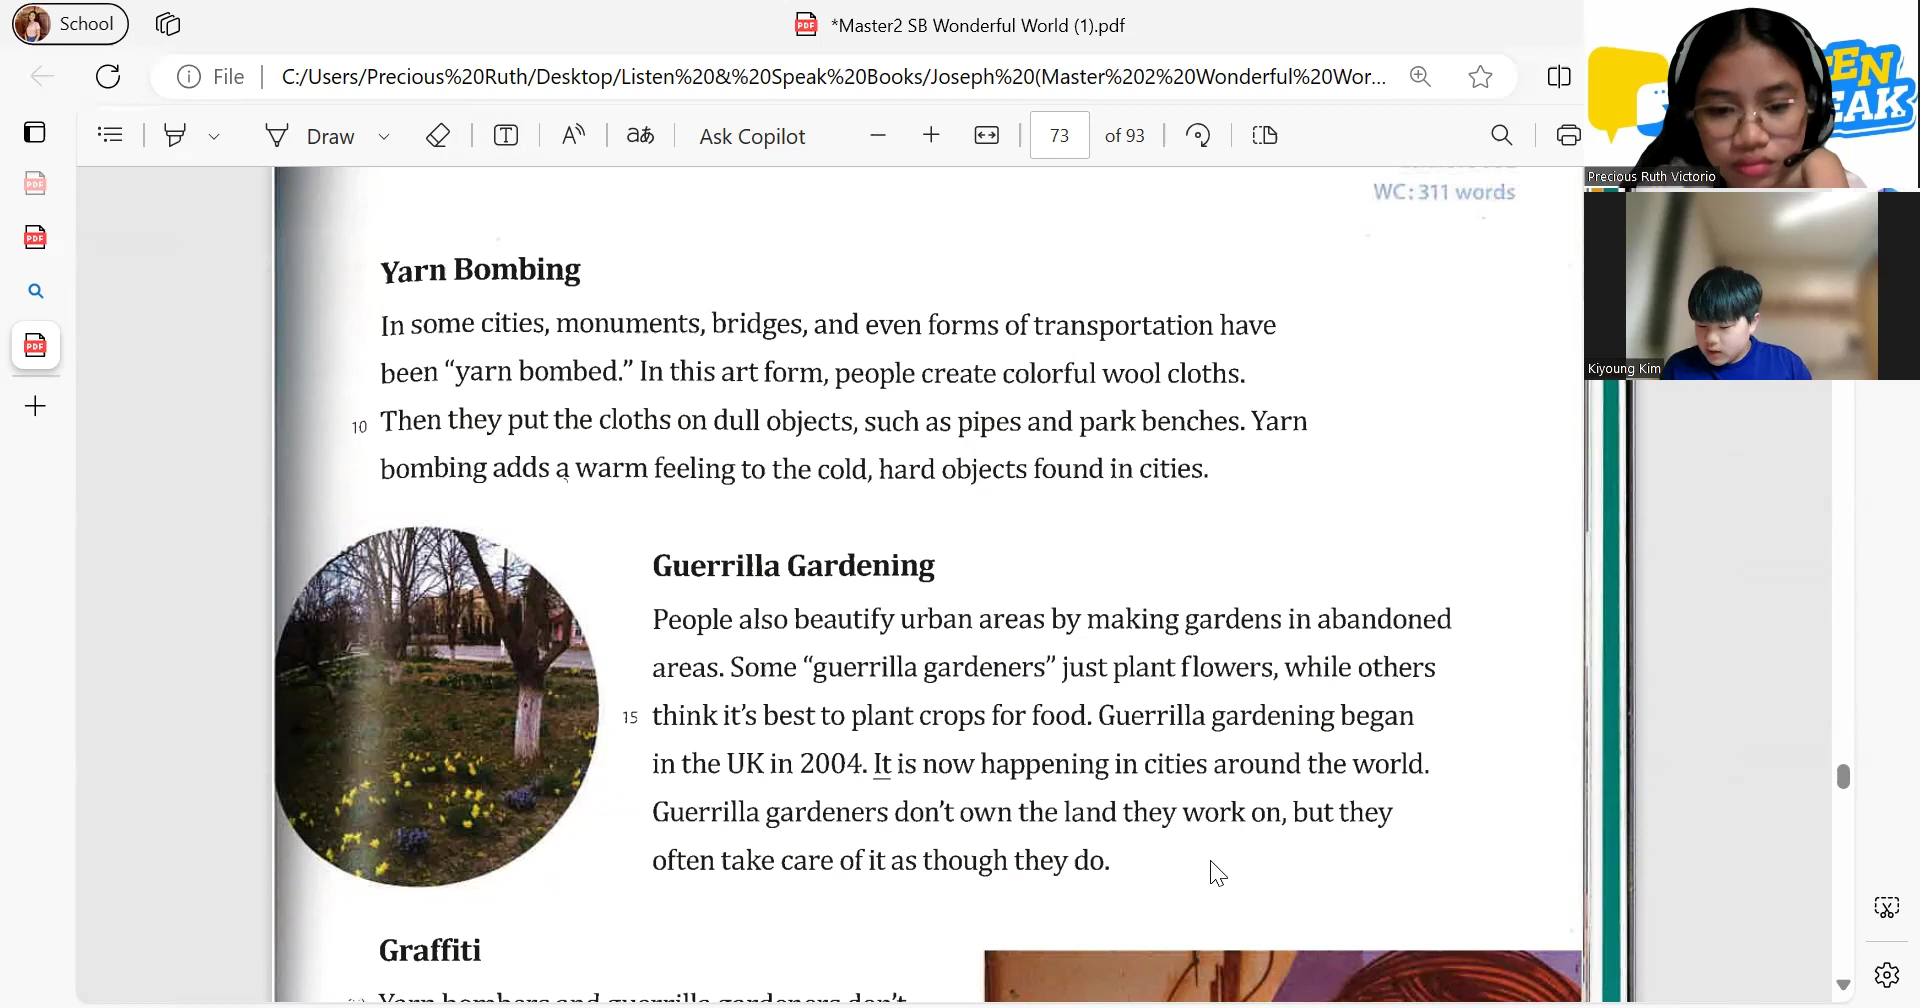 School
*Master2 SB Wonderful World (1).pdf
File
C:/Users/Precious%20Ruth/Desktop/Listen%20&%20Speak%20Books/Joseph%20(Master%202%20Wonderful%20Wor...
Draw
Ask Copilot
73
of 93
EN
EAK
Precious Ruth Victorio
Kiyoung Kim
WC: 311 words
Yarn Bombing
In some cities, monuments, bridges, and even forms of transportation have
been “yarn bombed.” In this art form, people create colorful wool cloths.
10 Then they put the cloths on dull objects, such as pipes and park benches. Yarn
bombing adds a warm feeling to the cold, hard objects found in cities.
Guerrilla Gardening
People also beautify urban areas by making gardens in abandoned
areas. Some “guerrilla gardeners” just plant flowers, while others
15 think it’s best to plant crops for food. Guerrilla gardening began
in the UK in 2004. It is now happening in cities around the world.
Guerrilla gardeners don’t own the land they work on, but they
often take care of it as though they do.
Graffiti
Yarn bombers and guerrilla gardeners don’t